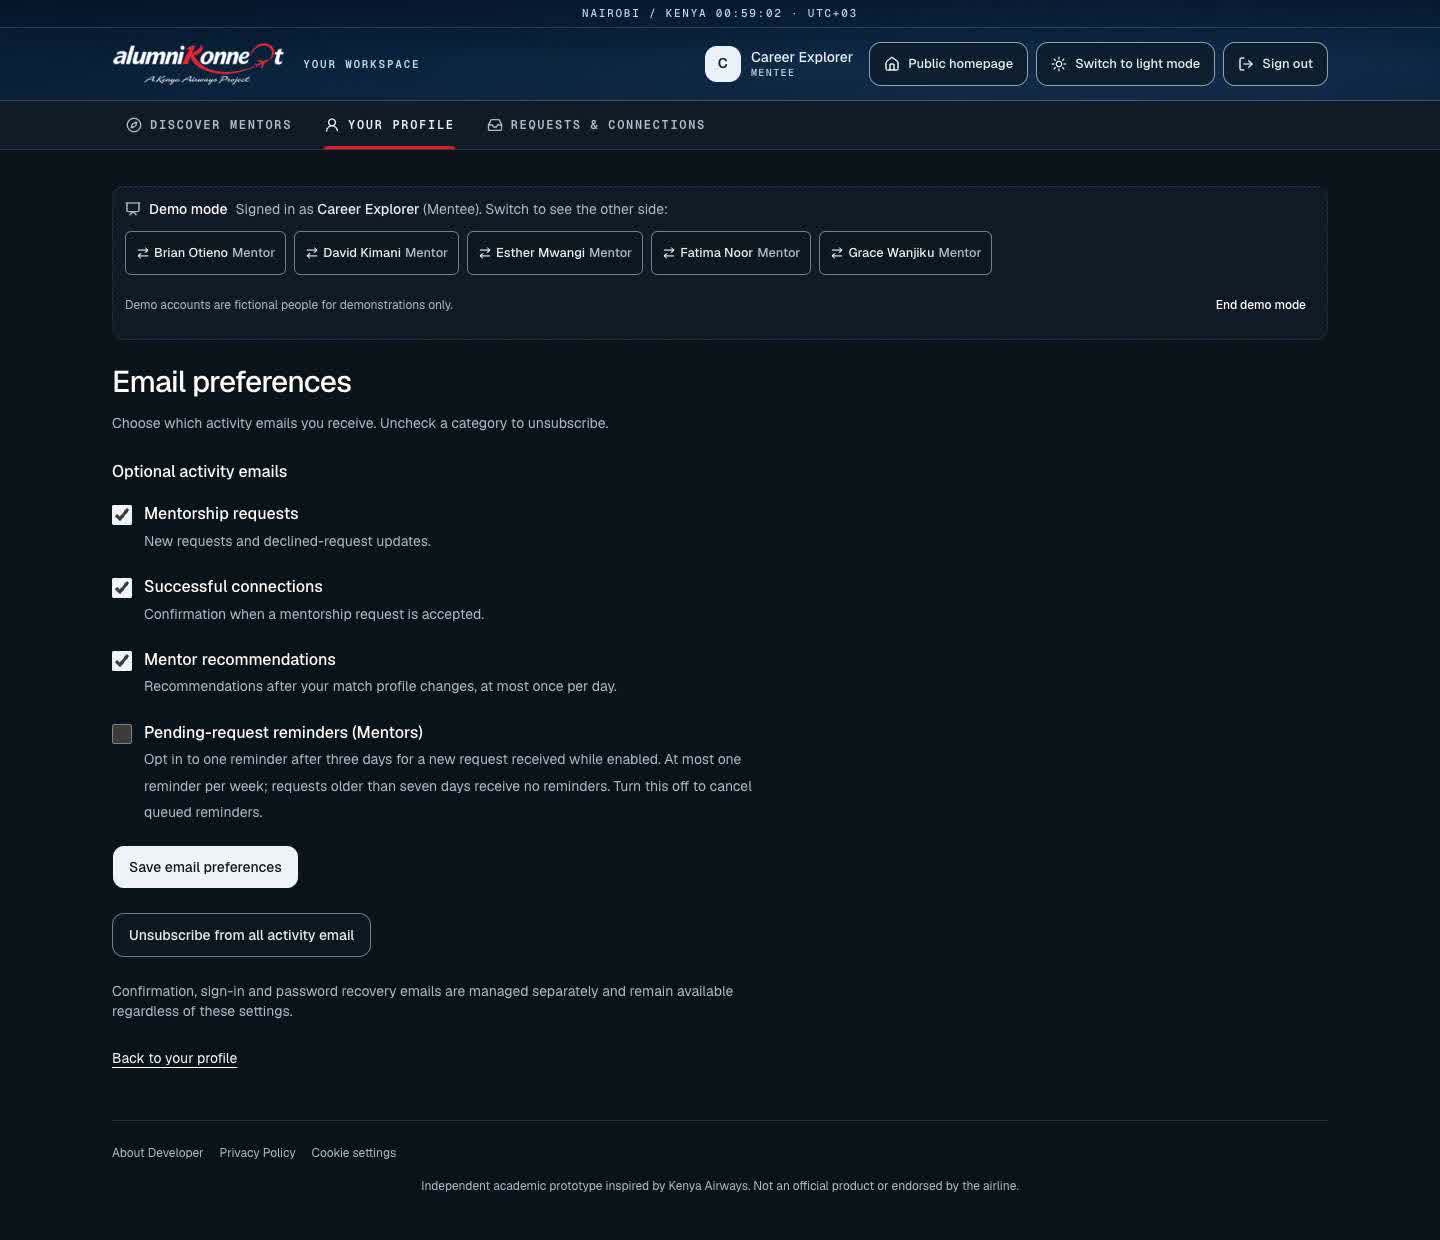 NAIROBI / KENYA 00:59:02 · UTC+03
alumniKonnect
A Kenya Airways Project
YOUR WORKSPACE
C
Career Explorer
MENTEE
Public homepage
Switch to light mode
Sign out
DISCOVER MENTORS
YOUR PROFILE
REQUESTS & CONNECTIONS
Demo mode Signed in as Career Explorer (Mentee). Switch to see the other side:
Brian Otieno Mentor
David Kimani Mentor
Esther Mwangi Mentor
Fatima Noor Mentor
Grace Wanjiku Mentor
Demo accounts are fictional people for demonstrations only.
End demo mode
Email preferences
Choose which activity emails you receive. Uncheck a category to unsubscribe.
Optional activity emails
Mentorship requests
New requests and declined-request updates.
Successful connections
Confirmation when a mentorship request is accepted.
Mentor recommendations
Recommendations after your match profile changes, at most once per day.
Pending-request reminders (Mentors)
Opt in to one reminder after three days for a new request received while enabled. At most one
reminder per week; requests older than seven days receive no reminders. Turn this off to cancel
queued reminders.
Save email preferences
Unsubscribe from all activity email
Confirmation, sign-in and password recovery emails are managed separately and remain available
regardless of these settings.
Back to your profile
About Developer
Privacy Policy
Cookie settings
Independent academic prototype inspired by Kenya Airways. Not an official product or endorsed by the airline.